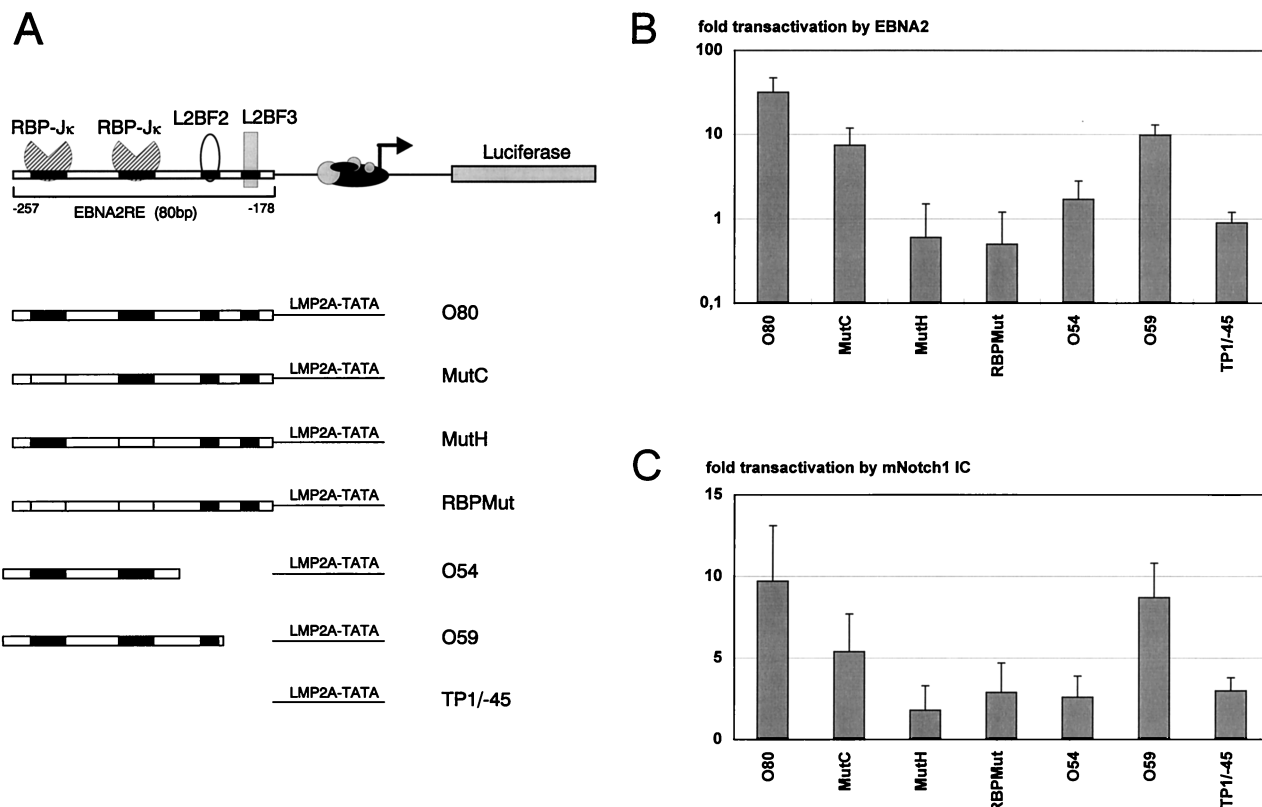 A
RBP-Jκ RBP-Jκ L2BF2 L2BF3
Luciferase
-257 EBNA2RE (80bp) -178
LMP2A-TATA O80
LMP2A-TATA MutC
LMP2A-TATA MutH
LMP2A-TATA RBPMut
LMP2A-TATA O54
LMP2A-TATA O59
LMP2A-TATA TP1/-45
B
fold transactivation by EBNA2
100
10
1
0,1
O80 MutC MutH RBPMut O54 O59 TP1/-45
C
fold transactivation by mNotch1 IC
15
10
5
0
O80 MutC MutH RBPMut O54 O59 TP1/-45